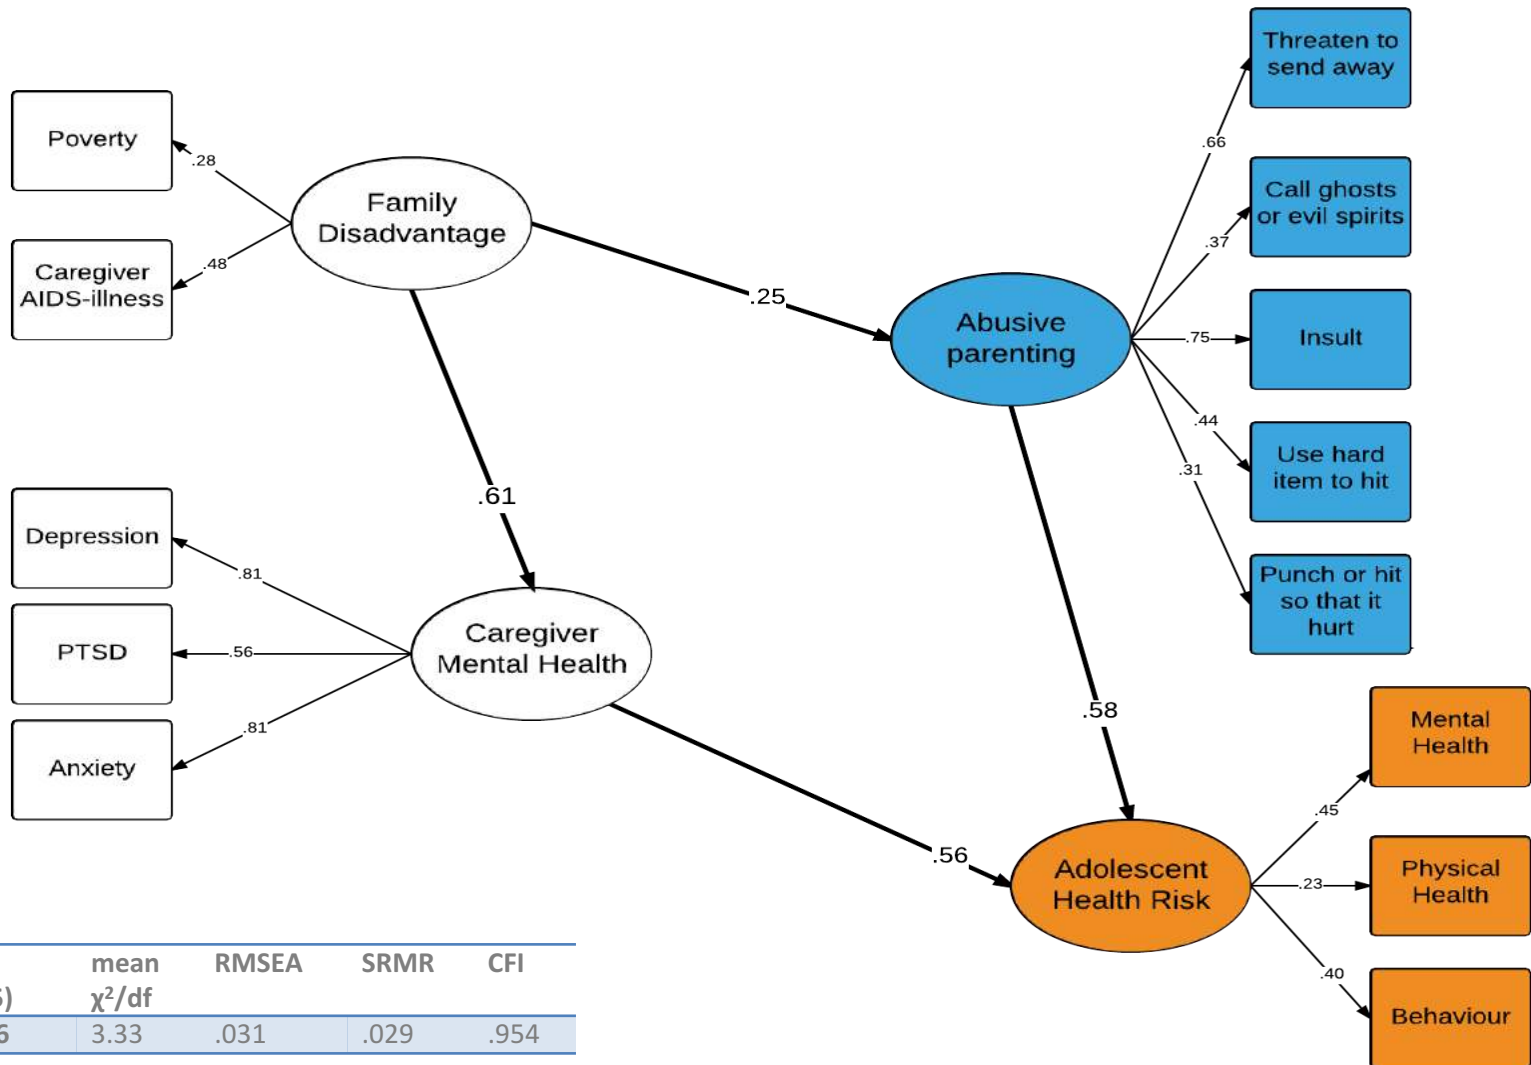 Threaten to
send away
Poverty
.28
Family
Disadvantage
.66
Call ghosts
or evil spirits
.37
Caregiver
AIDS-illness
.48
.25
Abusive
parenting
.75
Insult
.44
Use hard
item to hit
.31
.61
Depression
.81
Punch or hit
so that it
hurt
PTSD
.56
Caregiver
Mental Health
.81
Anxiety
.58
Mental
Health
.45
.56
Adolescent
Health Risk
.23
Physical
Health
.40
Behaviour
mean RMSEA SRMR CFI
5) χ²/df
6 3.33 .031 .029 .954